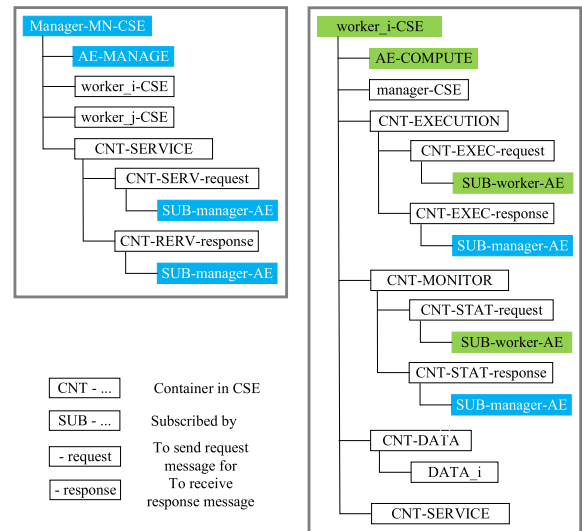 Manager-MN-CSE
AE-MANAGE
worker_i-CSE
worker_j-CSE
CNT-SERVICE
CNT-SERV-request
SUB-manager-AE
CNT-RERV-response
SUB-manager-AE
CNT - ...
Container in CSE
SUB - ...
Subscribed by
- request
To send request
message for
- response
To receive
response message
worker_i-CSE
AE-COMPUTE
manager-CSE
CNT-EXECUTION
CNT-EXEC-request
SUB-worker-AE
CNT-EXEC-response
SUB-manager-AE
CNT-MONITOR
CNT-STAT-request
SUB-worker-AE
CNT-STAT-response
SUB-manager-AE
CNT-DATA
DATA_i
CNT-SERVICE